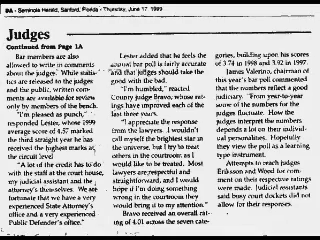 8A - Seminole Herald, Sanford, Florida - Thursday, June 17, 1999
Judges
Continued from Page 1A
Bar members are also
allowed to write in comments
about the judges. While statis-
tics are released to the judges
and the public, written com-
ments are available for review
only by members of the bench.
"I'm pleased as punch,"
responded Lester, whose 1999
average score of 4.57 marked
the third straight year he has
received the highest marks at
the circuit level
"A lot of the credit has to do
with the staff at the court house,
my judicial assistant and the
attorney's themselves. We are
fortunate that we have a very
experienced State Attorney's
office and a very experienced
Public Defender's office."
Lester added that he feels the
annual bar poll is fairly accurate
and that judges should take the
good with the bad.
"I'm humbled," reacted
County judge Bravo, whose rat-
ings have improved each of the
last three years.
"I appreciate the response
from the lawyers. I wouldn't
call myself the brightest star in
the universe, but I try to treat
others in the courtroom as I
would like to be treated. Most
lawyers are respectful and
straightforward, and I would
hope if I'm doing something
wrong in the courtroom, they
would bring it to my attention."
Bravo received an overall rat-
ing of 4.01 across the seven cate-
gories, building upon his scores
of 3.74 in 1998 and 3.92 in 1997.
James Valerino, chairman of
this year's bar poll commented
that the numbers reflect a good
judiciary. "From year-to-year
some of the numbers for the
judges fluctuate. How the
judges interpret the numbers
depends a lot on their individ-
ual personalities. Hopefully
they view the poll as a learning
type instrument.
Attempts to reach judges
Eriksson and Wood for com-
ment on their respective ratings
were made. Judicial assistants
said busy court dockets did not
allow for their responses.